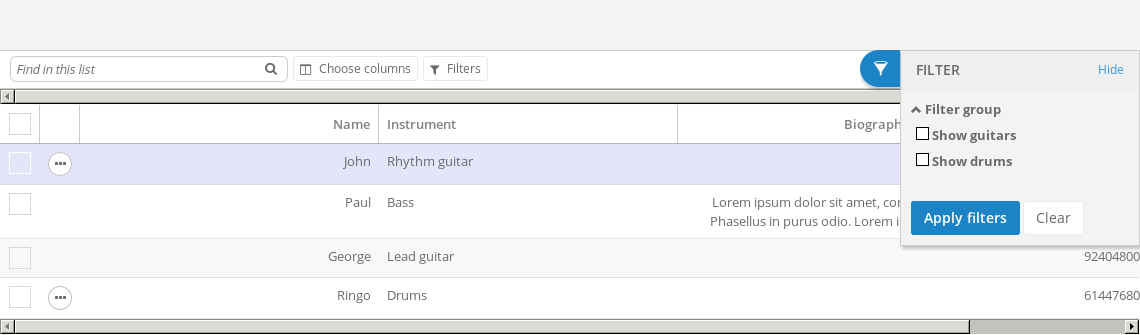 Find in this list
Choose columns
Filters
FILTER
Hide
Filter group
Show guitars
Show drums
Apply filters
Clear
Name Instrument Biograph
John Rhythm guitar
Paul Bass Lorem ipsum dolor sit amet, con
Phasellus in purus odio. Lorem i
George Lead guitar 92404800
Ringo Drums 61447680